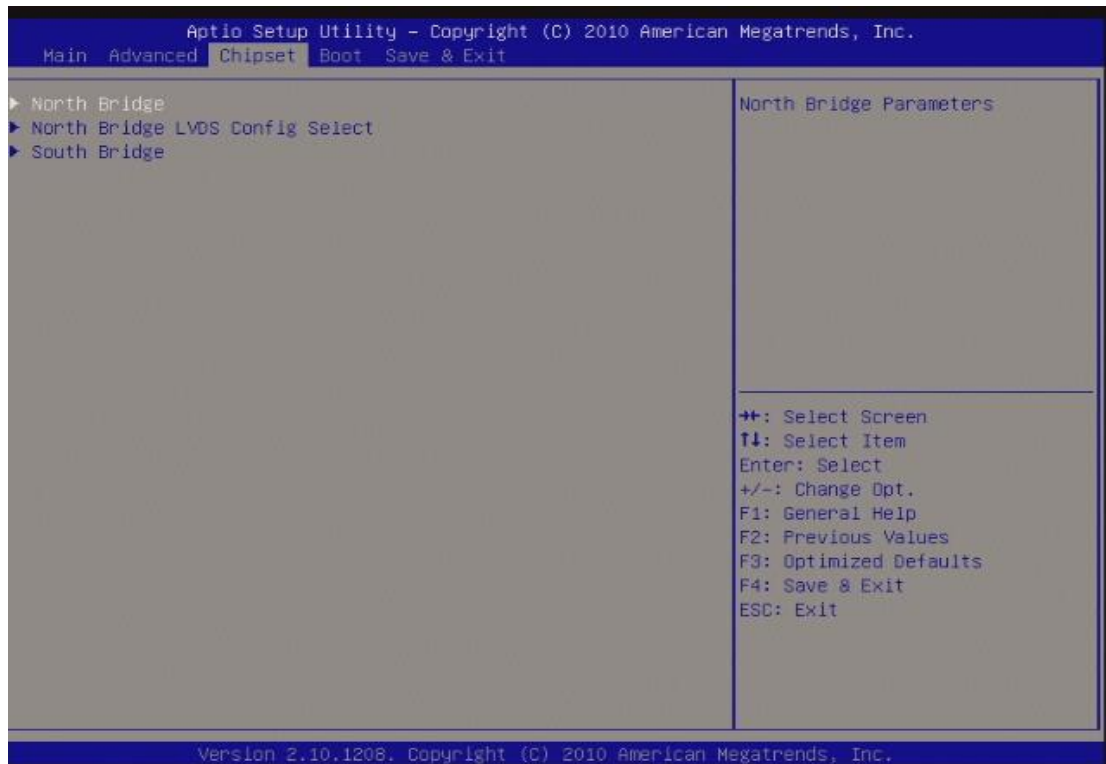 Aptio Setup Utility – Copyright (C) 2010 American Megatrends, Inc.
Main Advanced Chipset Boot Save & Exit
North Bridge
North Bridge LVDS Config Select
South Bridge
North Bridge Parameters
→←: Select Screen
↑↓: Select Item
Enter: Select
+/-: Change Opt.
F1: General Help
F2: Previous Values
F3: Optimized Defaults
F4: Save & Exit
ESC: Exit
Version 2.10.1208. Copyright (C) 2010 American Megatrends, Inc.